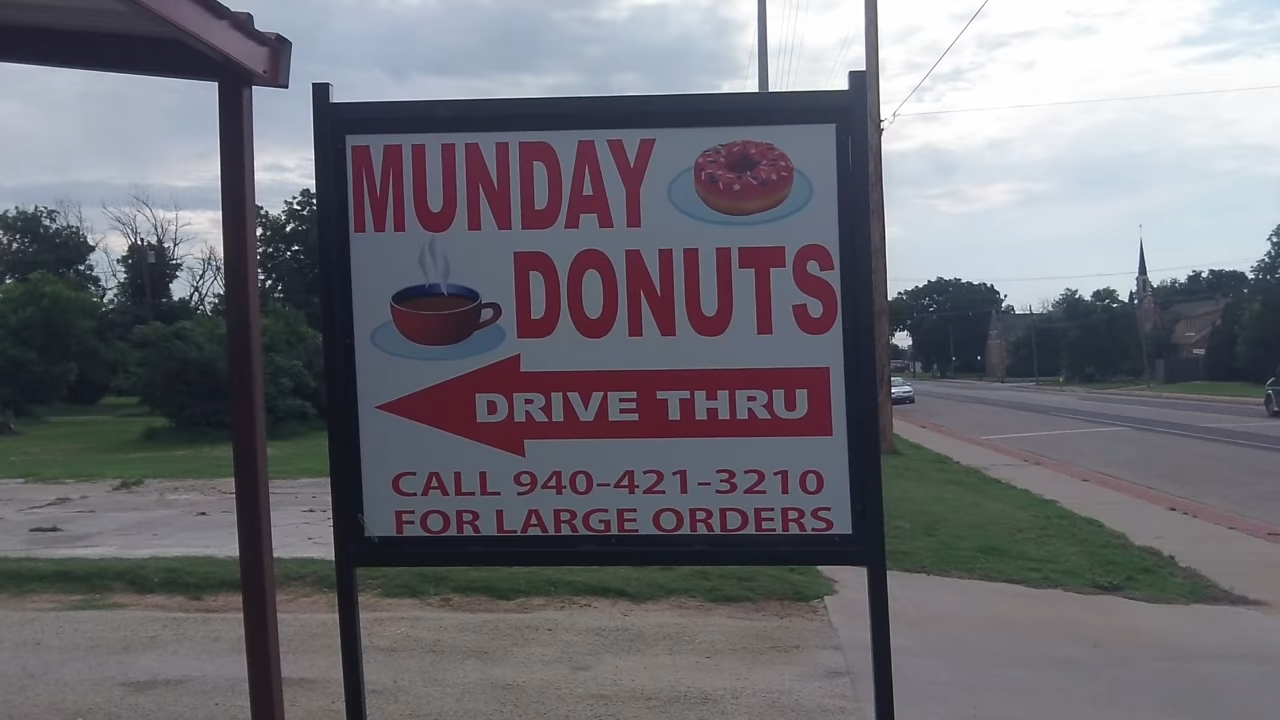 MUNDAY
DONUTS
DRIVE THRU
CALL 940-421-3210
FOR LARGE ORDERS